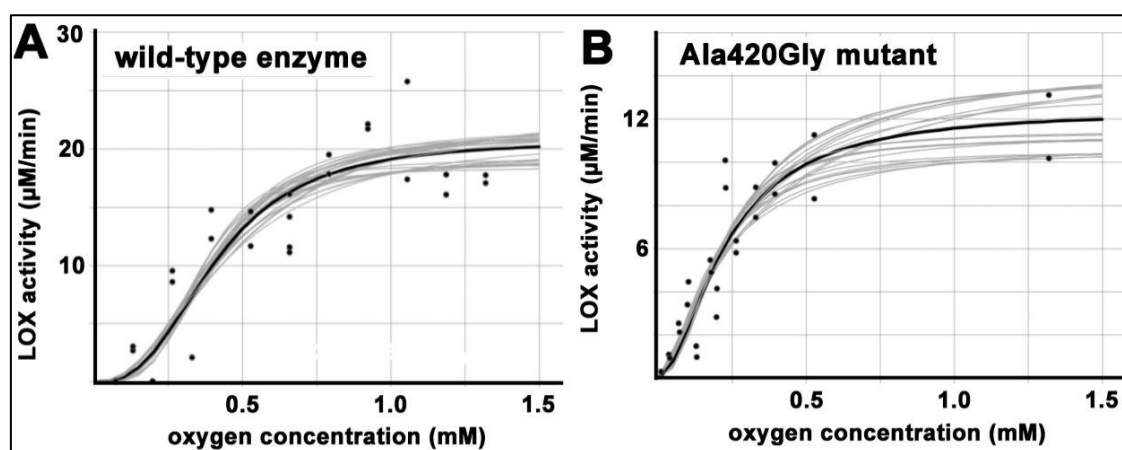 A
wild-type enzyme
30
20
10
LOX activity (µM/min)
0.5
1.0
1.5
oxygen concentration (mM)
B
Ala420Gly mutant
12
6
LOX activity (µM/min)
0.5
1.0
1.5
oxygen concentration (mM)